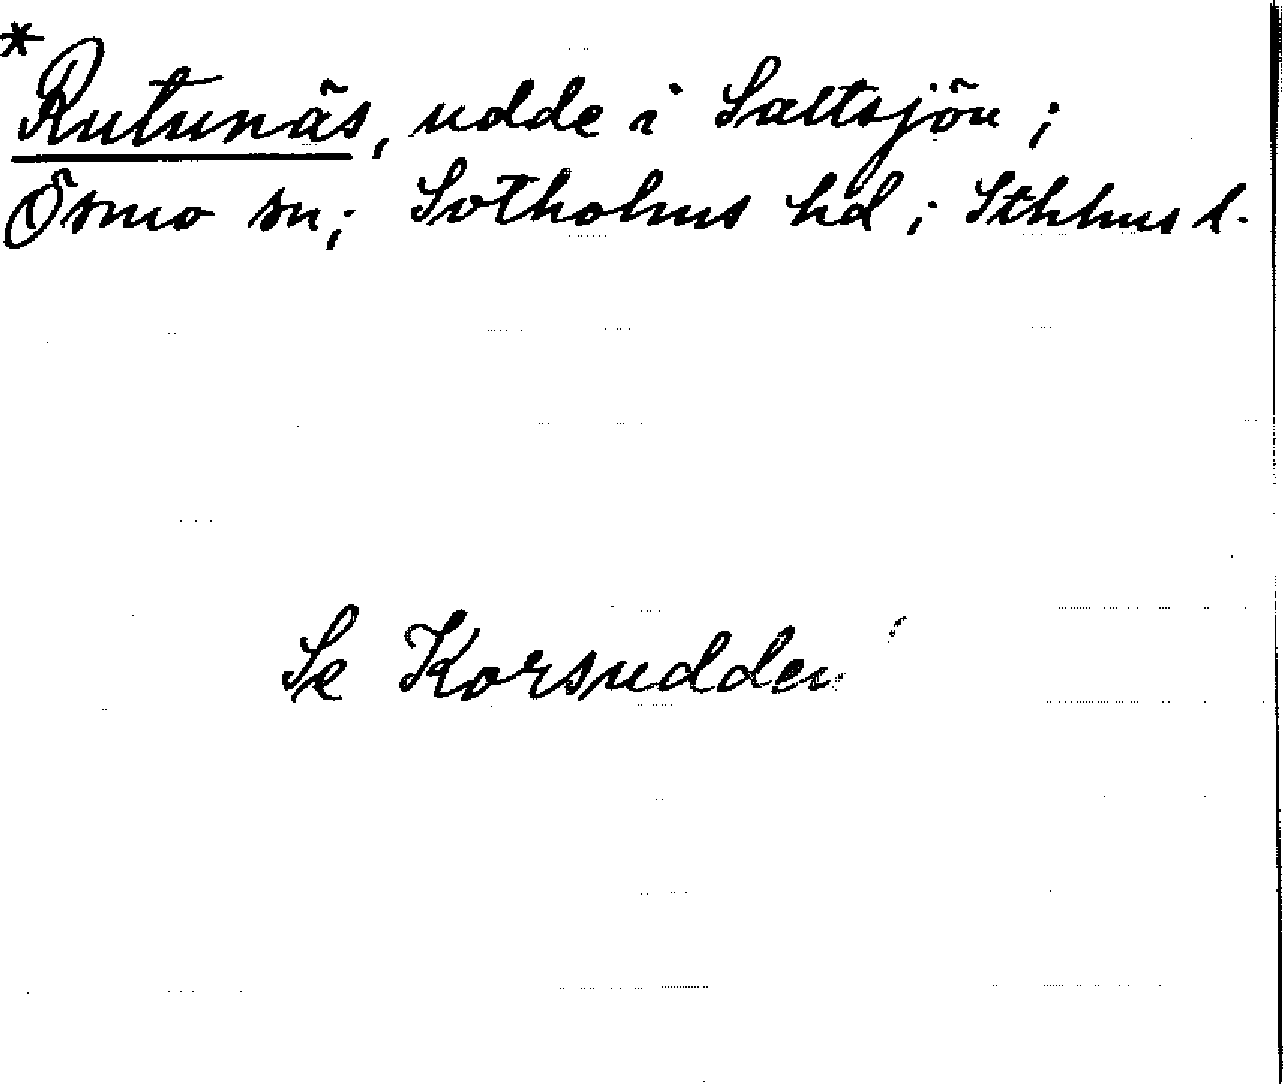 *
Rutunäs, udde i Saltsjön;
Ösmo sn; Sotholms hd; Sthlms l.
Se Korsudden